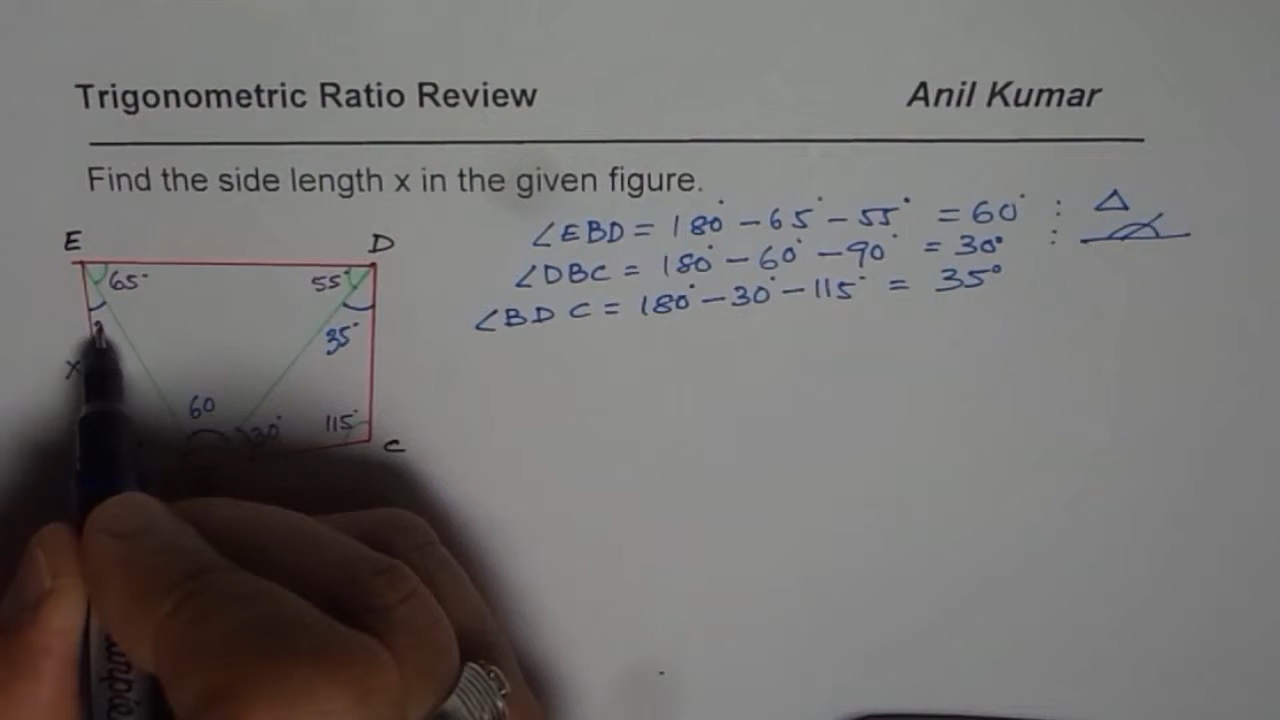 Trigonometric Ratio Review Anil Kumar
Find the side length x in the given figure.
∠EBD = 180° - 65° - 55° = 60° : △
∠DBC = 180° - 60° - 90° = 30° :
∠BDC = 180° - 30° - 115° = 35°
E D
65° 55°
35°
x
60
30° 115°
C